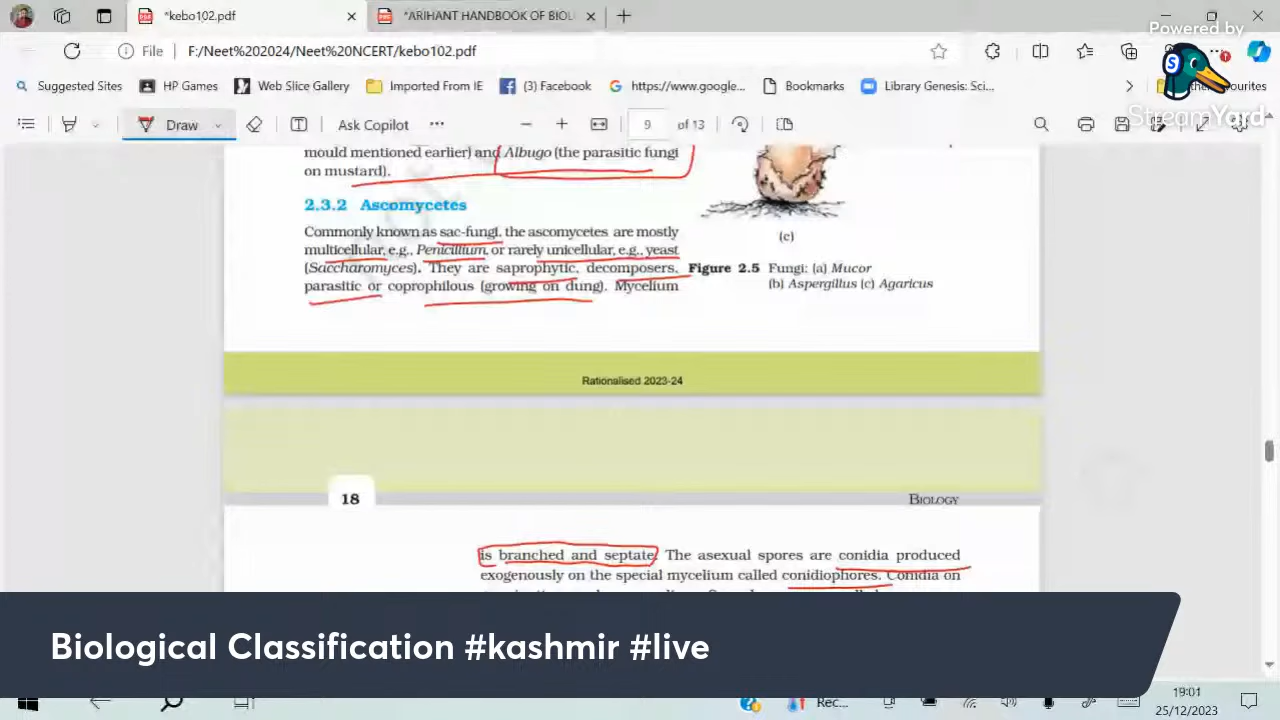 *kebo102.pdf
*ARIHANT HANDBOOK OF BIOL
Powered by
StreamYard
File F:/Neet%202024/Neet%20NCERT/kebo102.pdf
Suggested Sites HP Games Web Slice Gallery Imported From IE (3) Facebook https://www.google... Bookmarks Library Genesis: Sci...
Draw Ask Copilot 9 of 13
mould mentioned earlier) and Albugo (the parasitic fungi
on mustard).
2.3.2 Ascomycetes
Commonly known as sac-fungi, the ascomycetes are mostly
multicellular, e.g., Penicillium, or rarely unicellular, e.g., yeast
(Saccharomyces). They are saprophytic, decomposers,
parasitic or coprophilous (growing on dung). Mycelium
(c)
Figure 2.5 Fungi: (a) Mucor
(b) Aspergillus (c) Agaricus
Rationalised 2023-24
18
BIOLOGY
is branched and septate. The asexual spores are conidia produced
exogenously on the special mycelium called conidiophores. Conidia on
Biological Classification #kashmir #live
Rec...
19:01
25/12/2023